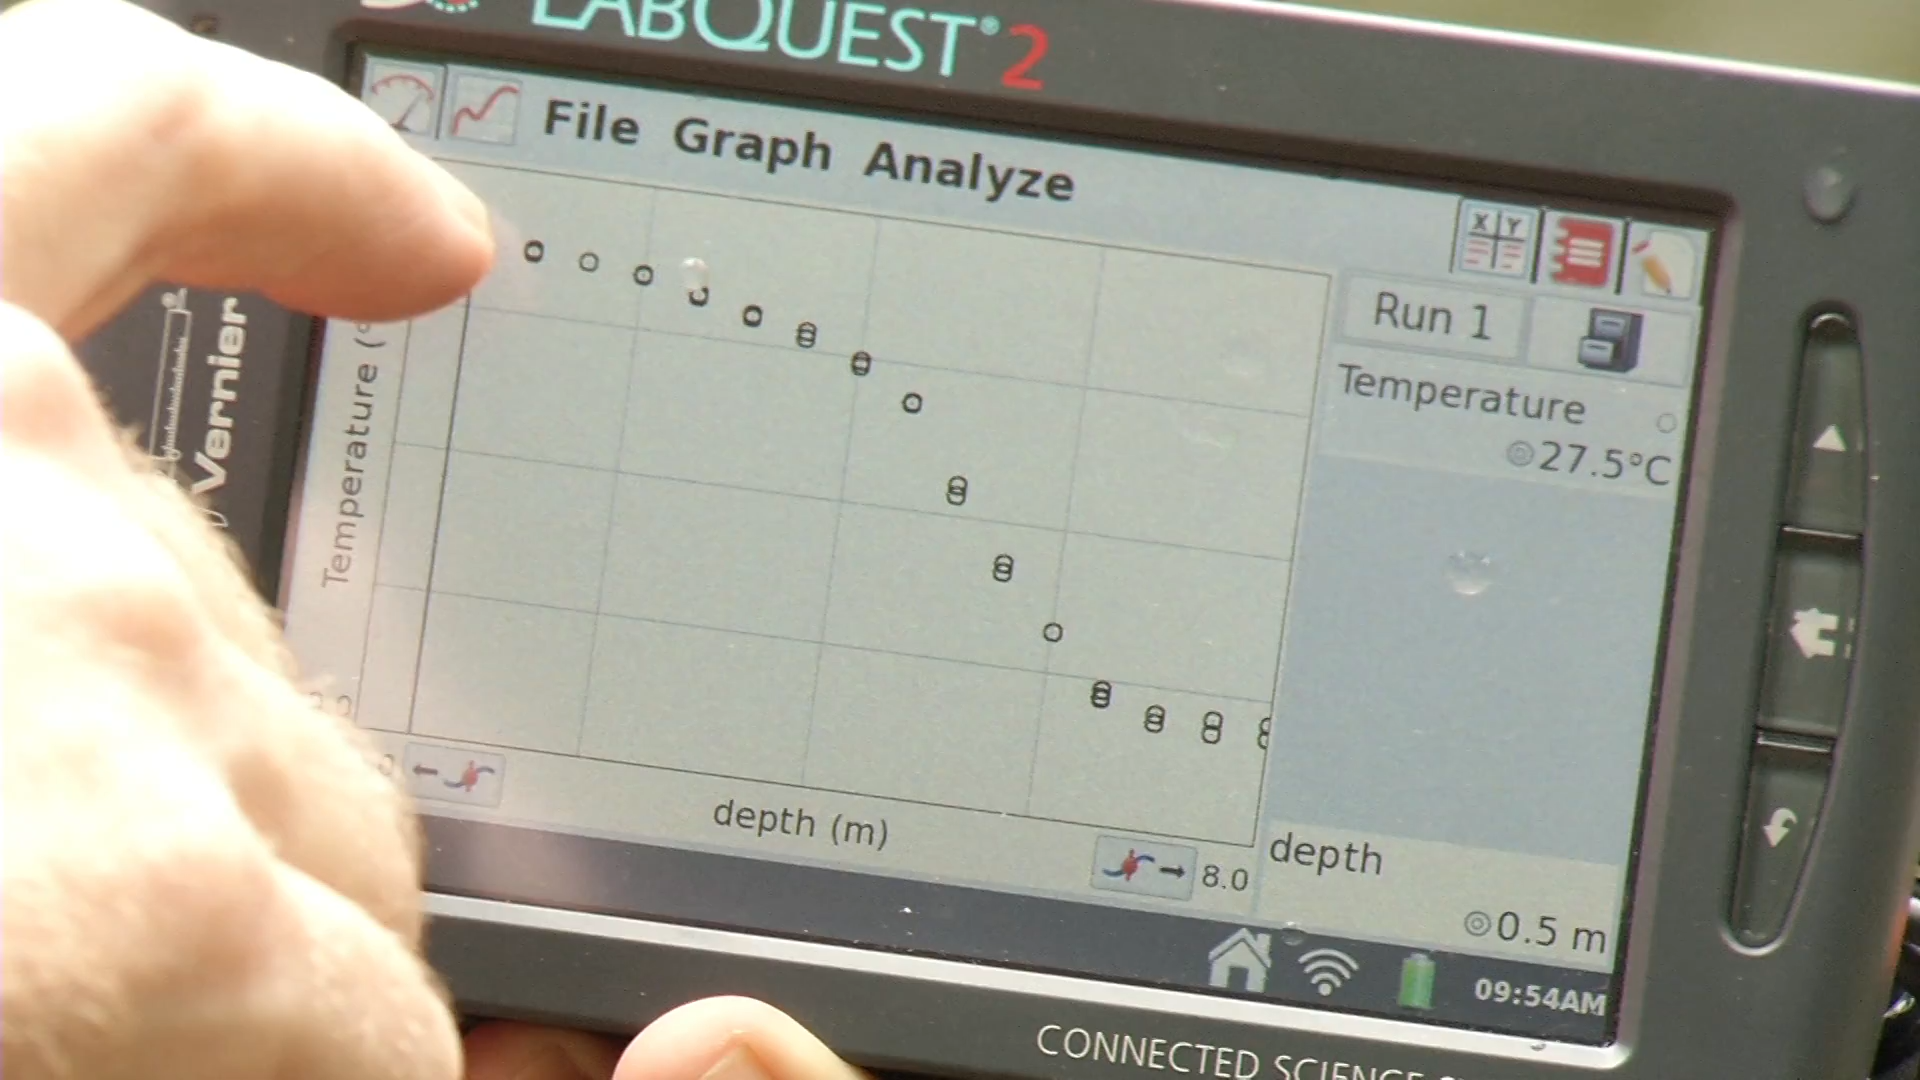 LABQUEST® 2
File Graph Analyze
X Y
Run 1
Temperature
27.5°C
Temperature (
Vernier
0
depth (m)
8.0
depth
0.5 m
09:54AM
CONNECTED SCIENCE